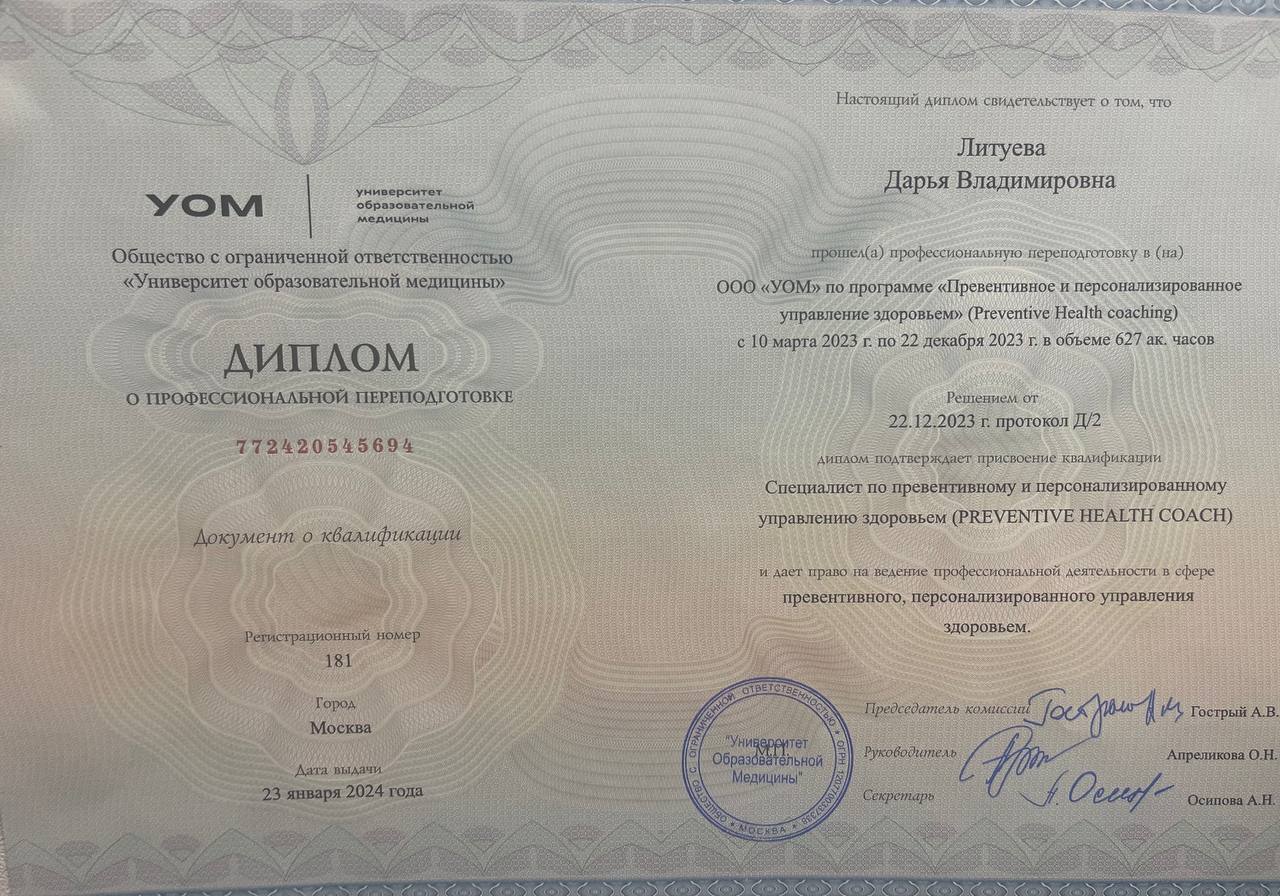 УОМ
университет
образовательной
медицины
Общество с ограниченной ответственностью
«Университет образовательной медицины»
ДИПЛОМ
О ПРОФЕССИОНАЛЬНОЙ ПЕРЕПОДГОТОВКЕ
772420545694
Документ о квалификации
Регистрационный номер
181
Город
Москва
Дата выдачи
23 января 2024 года
Настоящий диплом свидетельствует о том, что
Литуева
Дарья Владимировна
прошел(а) профессиональную переподготовку в (на)
ООО «УОМ» по программе «Превентивное и персонализированное
управление здоровьем» (Preventive Health coaching)
с 10 марта 2023 г. по 22 декабря 2023 г. в объеме 627 ак. часов
Решением от
22.12.2023 г. протокол Д/2
диплом подтверждает присвоение квалификации
Специалист по превентивному и персонализированному
управлению здоровьем (PREVENTIVE HEALTH COACH)
и дает право на ведение профессиональной деятельности в сфере
превентивного, персонализированного управления
здоровьем.
Председатель комиссии Гострый А.В.
Руководитель Апреликова О.Н.
Секретарь Н. Осип Осипова А.Н.
М.П.
"Университет
Образовательной
Медицины"
ОБЩЕСТВО С ОГРАНИЧЕННОЙ ОТВЕТСТВЕННОСТЬЮ
МОСКВА